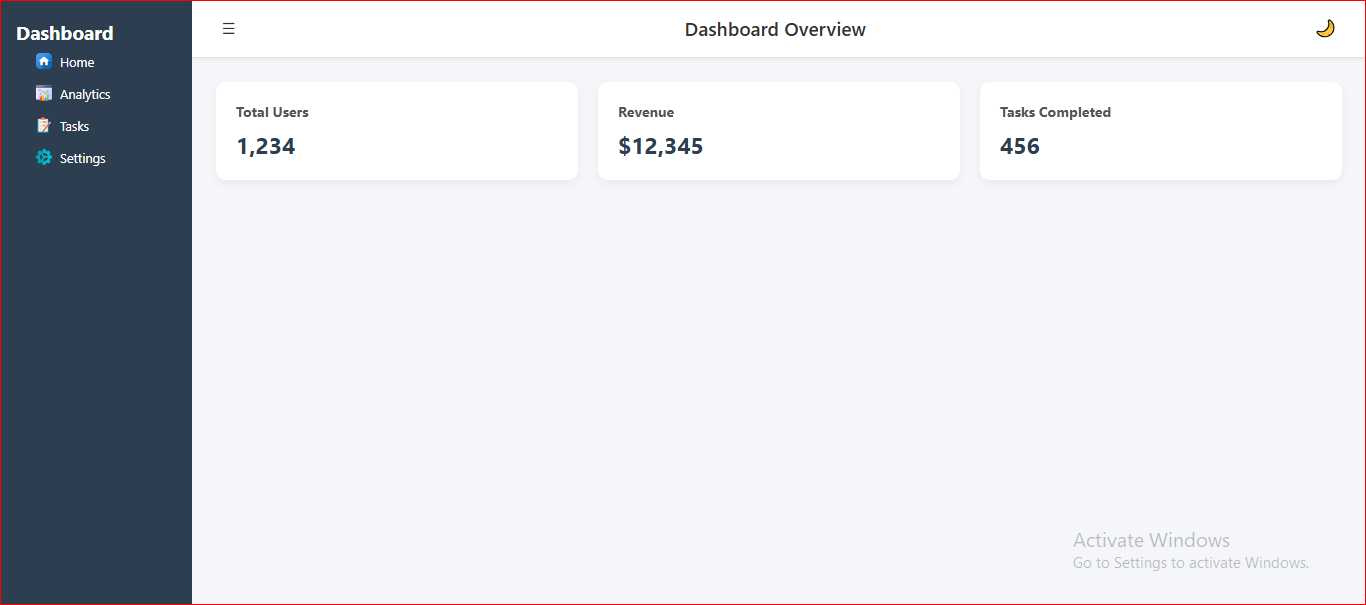 Dashboard
Home
Analytics
Tasks
Settings
Dashboard Overview
Total Users
1,234
Revenue
$12,345
Tasks Completed
456
Activate Windows
Go to Settings to activate Windows.